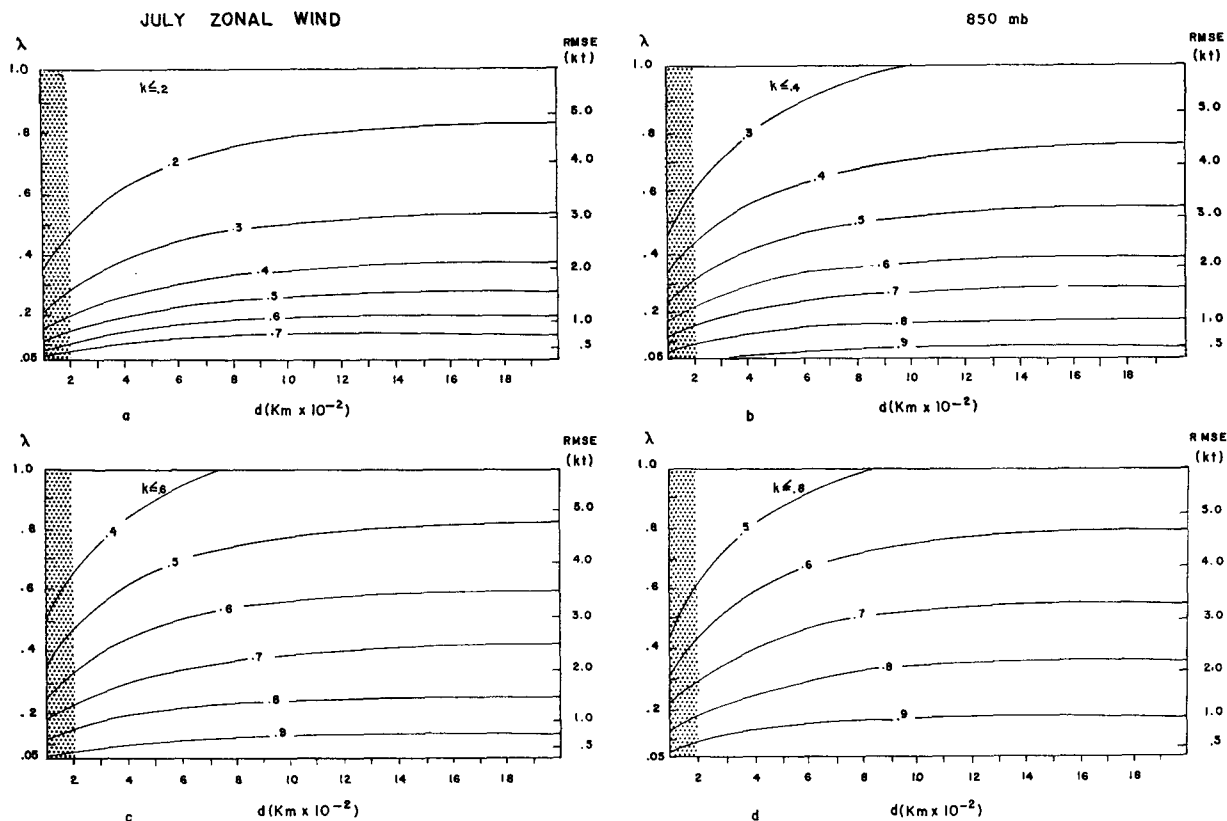 JULY ZONAL WIND
850 mb
λ
RMSE
(kt)
k≤.2
1.0
.8
.6
.4
.2
.05
5.0
4.0
3.0
2.0
1.0
.5
.2
.3
.4
.5
.6
.7
2 4 6 8 10 12 14 16 18
a
d(Km x 10⁻²)
λ
RMSE
(kt)
k≤.4
1.0
.8
.6
.4
.2
.05
5.0
4.0
3.0
2.0
1.0
.5
.3
.4
.5
.6
.7
.8
.9
2 4 6 8 10 12 14 16 18
b
d(Km x 10⁻²)
λ
RMSE
(kt)
k≤.6
1.0
.8
.6
.4
.2
.05
5.0
4.0
3.0
2.0
1.0
.5
.4
.5
.6
.7
.8
.9
2 4 6 8 10 12 14 16 18
c
d(Km x 10⁻²)
λ
RMSE
(kt)
k≤.8
1.0
.8
.6
.4
.2
.05
5.0
4.0
3.0
2.0
1.0
.5
.5
.6
.7
.8
.9
2 4 6 8 10 12 14 16 18
d
d(Km x 10⁻²)